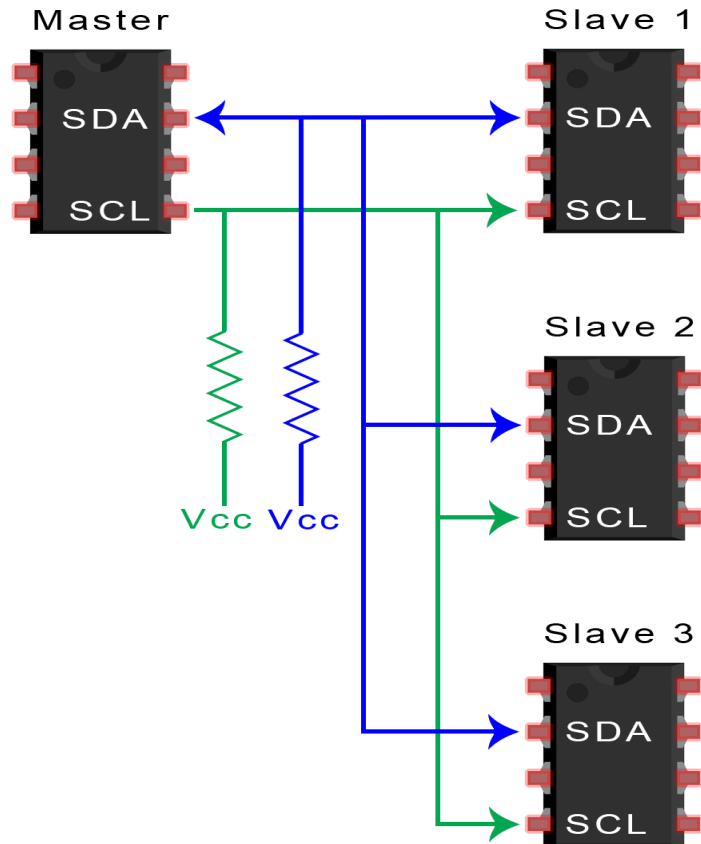 Master
SDA
SCL
Slave 1
SDA
SCL
Vcc Vcc
Slave 2
SDA
SCL
Slave 3
SDA
SCL